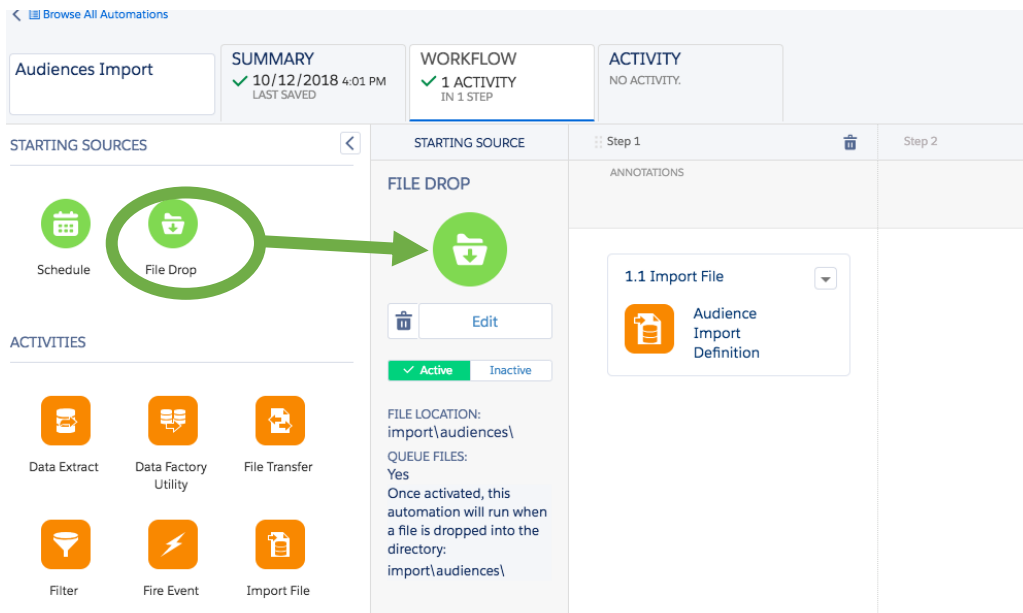 Browse All Automations
Audiences Import
SUMMARY
10/12/2018 4:01 PM
LAST SAVED
WORKFLOW
1 ACTIVITY
IN 1 STEP
ACTIVITY
NO ACTIVITY.
STARTING SOURCES
Schedule
File Drop
ACTIVITIES
Data Extract
Data Factory
Utility
File Transfer
Filter
Fire Event
Import File
STARTING SOURCE
FILE DROP
Edit
Active
Inactive
FILE LOCATION:
import\audiences\
QUEUE FILES:
Yes
Once activated, this
automation will run when
a file is dropped into the
directory:
import\audiences\
Step 1
ANNOTATIONS
1.1 Import File
Audience
Import
Definition
Step 2